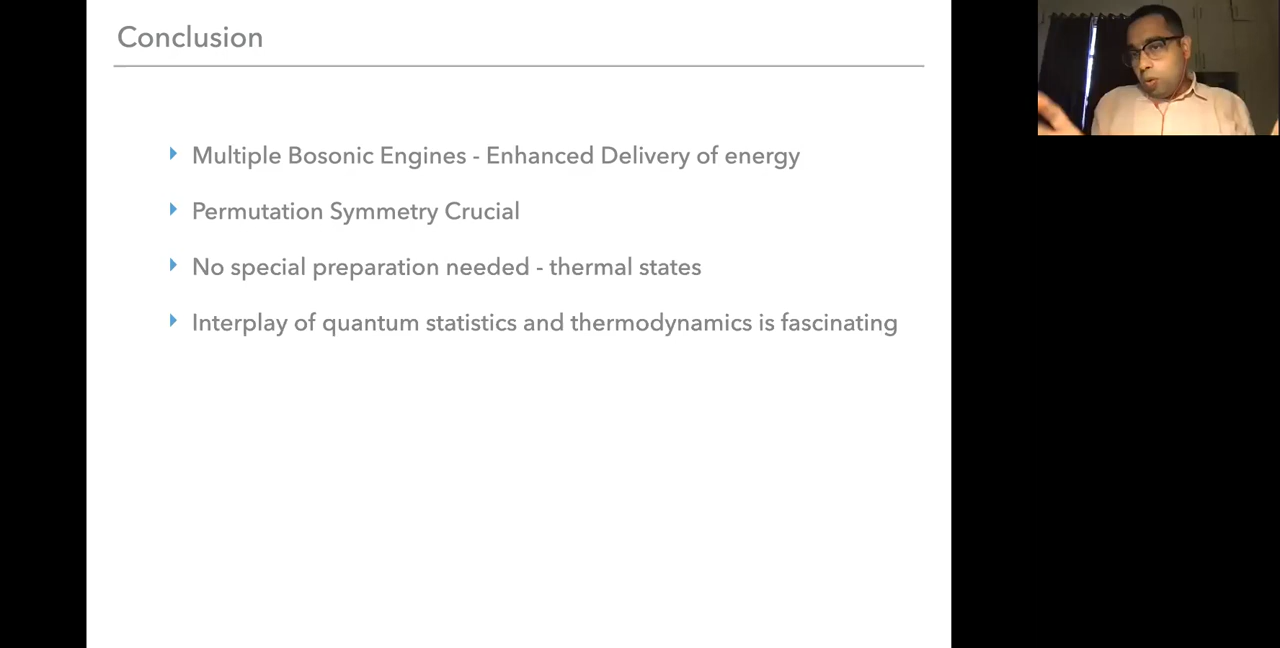 Conclusion
Multiple Bosonic Engines - Enhanced Delivery of energy
Permutation Symmetry Crucial
No special preparation needed - thermal states
Interplay of quantum statistics and thermodynamics is fascinating